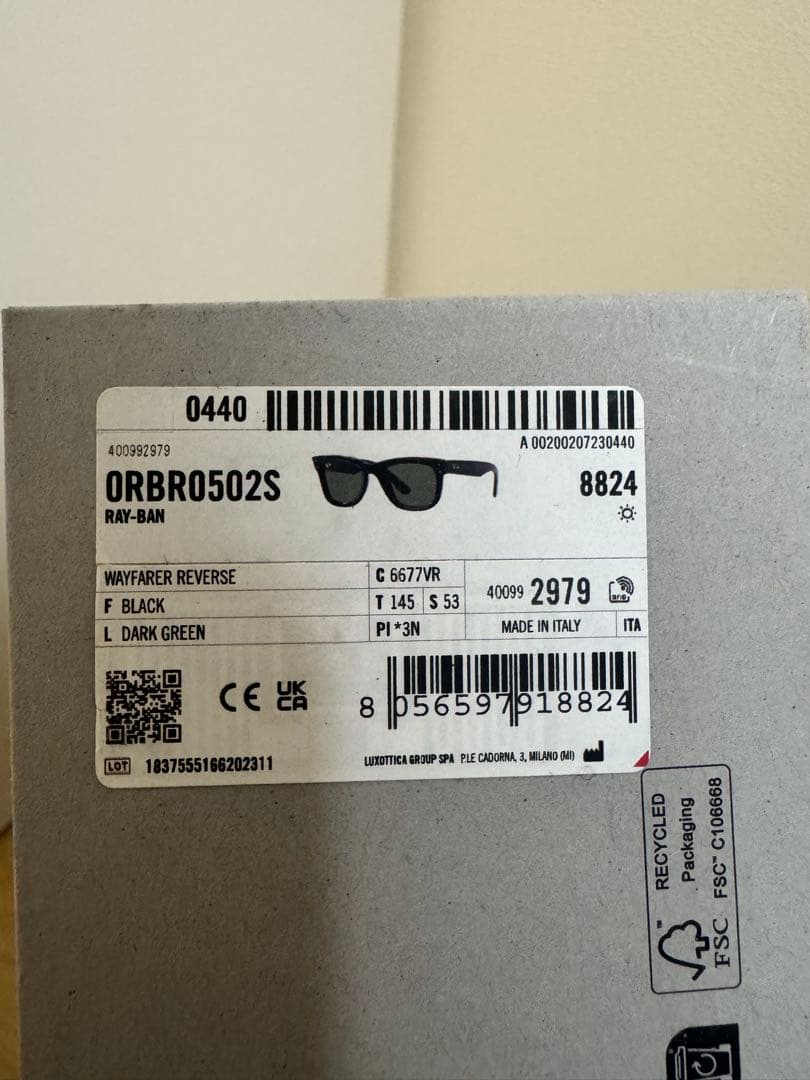 0440
A 00200207230440
400992979
0RBR0502S
8824
RAY-BAN
WAYFARER REVERSE
C 6677VR
F BLACK
T 145 S 53
40099 2979
L DARK GREEN
PI *3N
MADE IN ITALY
ITA
CE UK CA
8 056597 918824
LOT 1837555166202311
LUXOTTICA GROUP SPA P.LE CADORNA, 3, MILANO (MI)
RECYCLED
Packaging
FSC™ C106668
FSC™